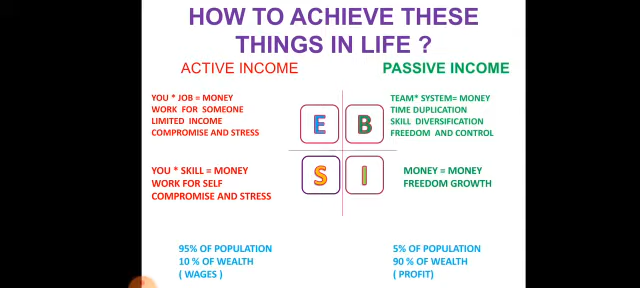 HOW TO ACHIEVE THESE
THINGS IN LIFE ?
ACTIVE INCOME
PASSIVE INCOME
YOU * JOB = MONEY
WORK FOR SOMEONE
LIMITED INCOME
COMPROMISE AND STRESS
E
B
TEAM* SYSTEM= MONEY
TIME DUPLICATION
SKILL DIVERSIFICATION
FREEDOM AND CONTROL
YOU * SKILL = MONEY
WORK FOR SELF
COMPROMISE AND STRESS
S
I
MONEY = MONEY
FREEDOM GROWTH
95% OF POPULATION
10 % OF WEALTH
( WAGES )
5% OF POPULATION
90 % OF WEALTH
( PROFIT)